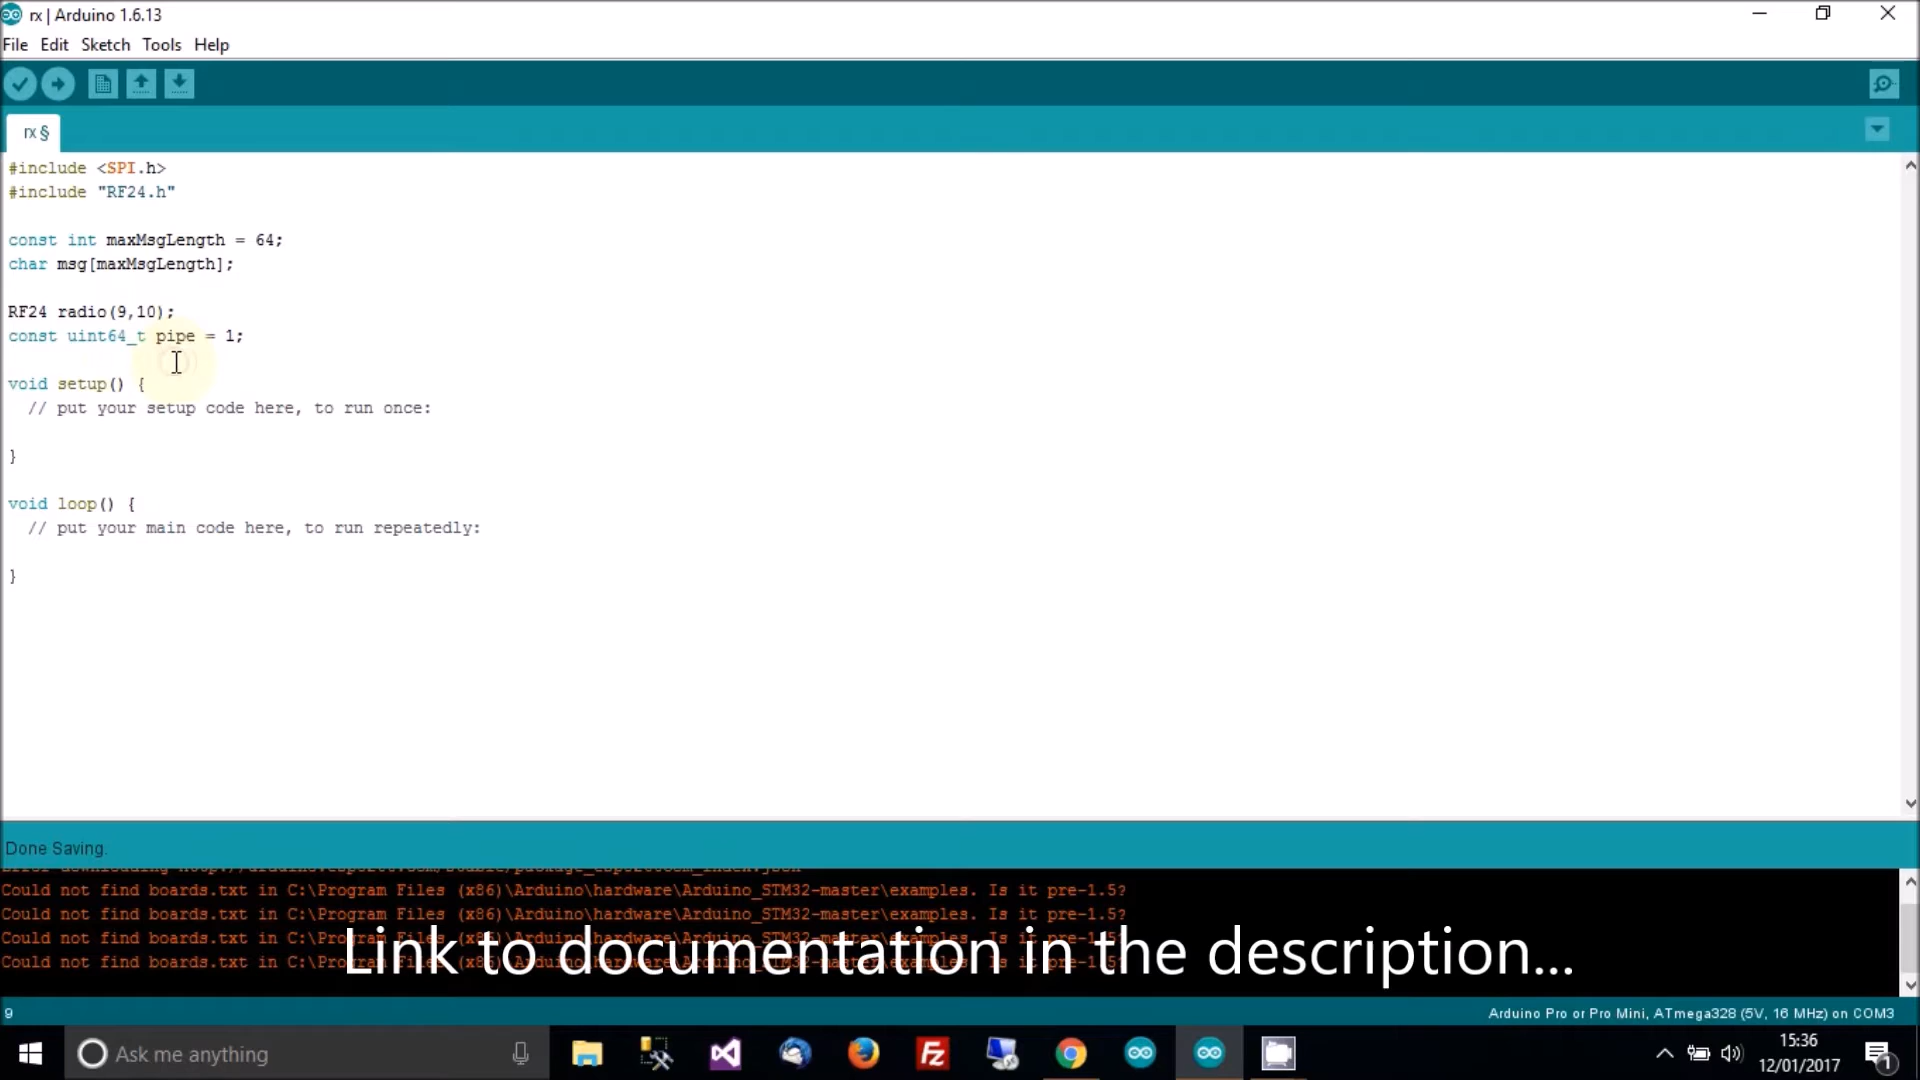 rx | Arduino 1.6.13
File Edit Sketch Tools Help
rx §
#include <SPI.h>
#include "RF24.h"
const int maxMsgLength = 64;
char msg[maxMsgLength];
RF24 radio(9,10);
const uint64_t pipe = 1;
void setup() {
// put your setup code here, to run once:
}
void loop() {
// put your main code here, to run repeatedly:
}
Done Saving.
Could not find boards.txt in C:\Program Files (x86)\Arduino\hardware\Arduino_STM32-master\examples. Is it pre-1.5?
Could not find boards.txt in C:\Program Files (x86)\Arduino\hardware\Arduino_STM32-master\examples. Is it pre-1.5?
Could not find boards.txt in C:\Program Files (x86)\Arduino\hardware\Arduino_STM32-master\examples. Is it pre-1.5?
Could not find boards.txt in C:\Program Files (x86)\Arduino\hardware\Arduino_STM32-master\examples. Is it pre-1.5?
Link to documentation in the description...
9
Arduino Pro or Pro Mini, ATmega328 (5V, 16 MHz) on COM3
Ask me anything
Fz
15:36
12/01/2017
1